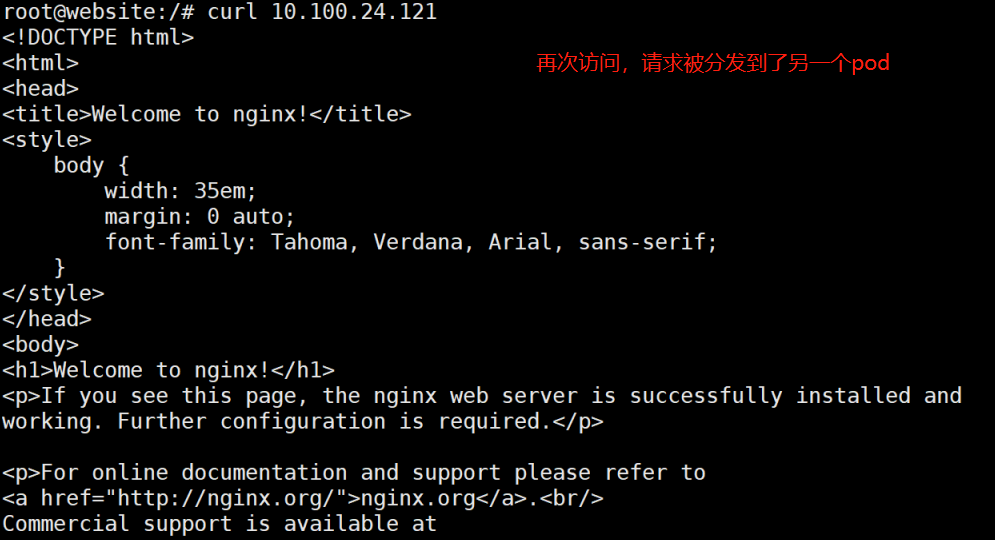 root@website:/# curl 10.100.24.121
<!DOCTYPE html>
<html>
再次访问，请求被分发到了另一个pod
<head>
<title>Welcome to nginx!</title>
<style>
    body {
        width: 35em;
        margin: 0 auto;
        font-family: Tahoma, Verdana, Arial, sans-serif;
    }
</style>
</head>
<body>
<h1>Welcome to nginx!</h1>
<p>If you see this page, the nginx web server is successfully installed and
working. Further configuration is required.</p>

<p>For online documentation and support please refer to
<a href="http://nginx.org/">nginx.org</a>.<br/>
Commercial support is available at